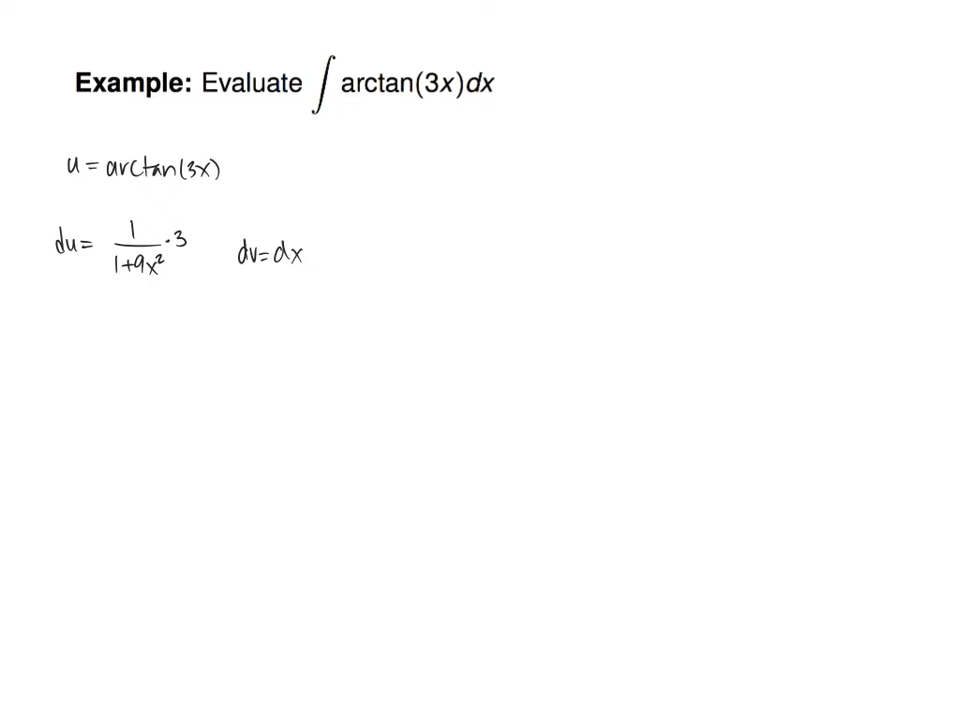 Example: Evaluate ∫ arctan(3x)dx
u = arctan(3x)
du = 1/(1+9x²) · 3 dv = dx